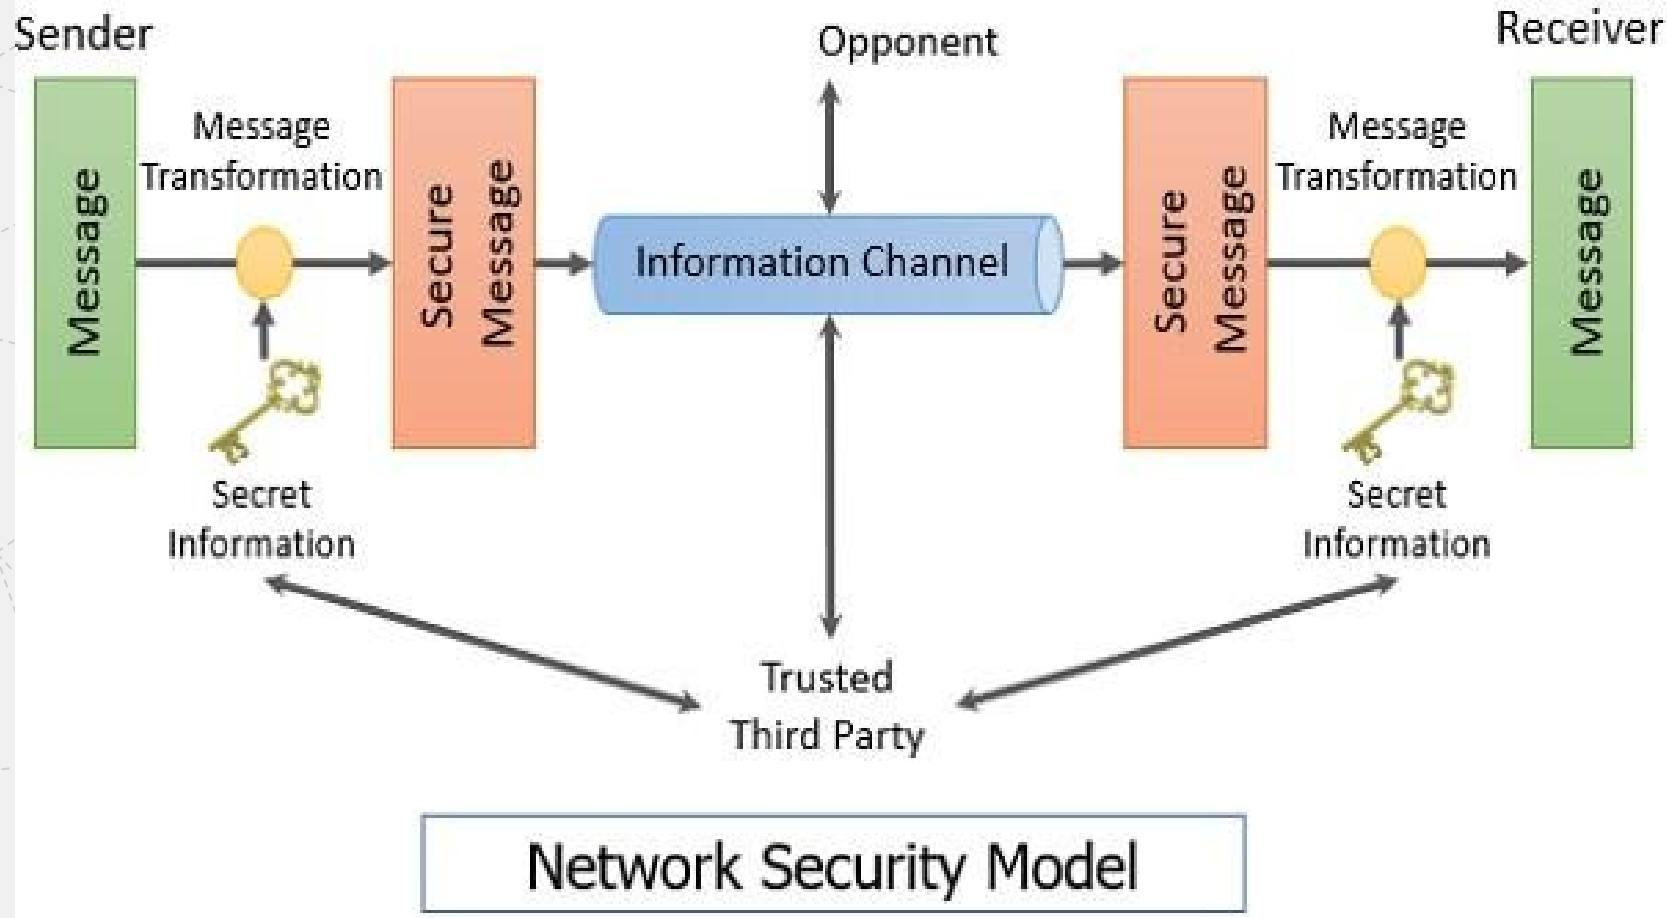 Sender
Opponent
Receiver
Message
Message
Transformation
Secure
Message
Information Channel
Secure
Message
Message
Transformation
Message
Secret
Information
Secret
Information
Trusted
Third Party
Network Security Model